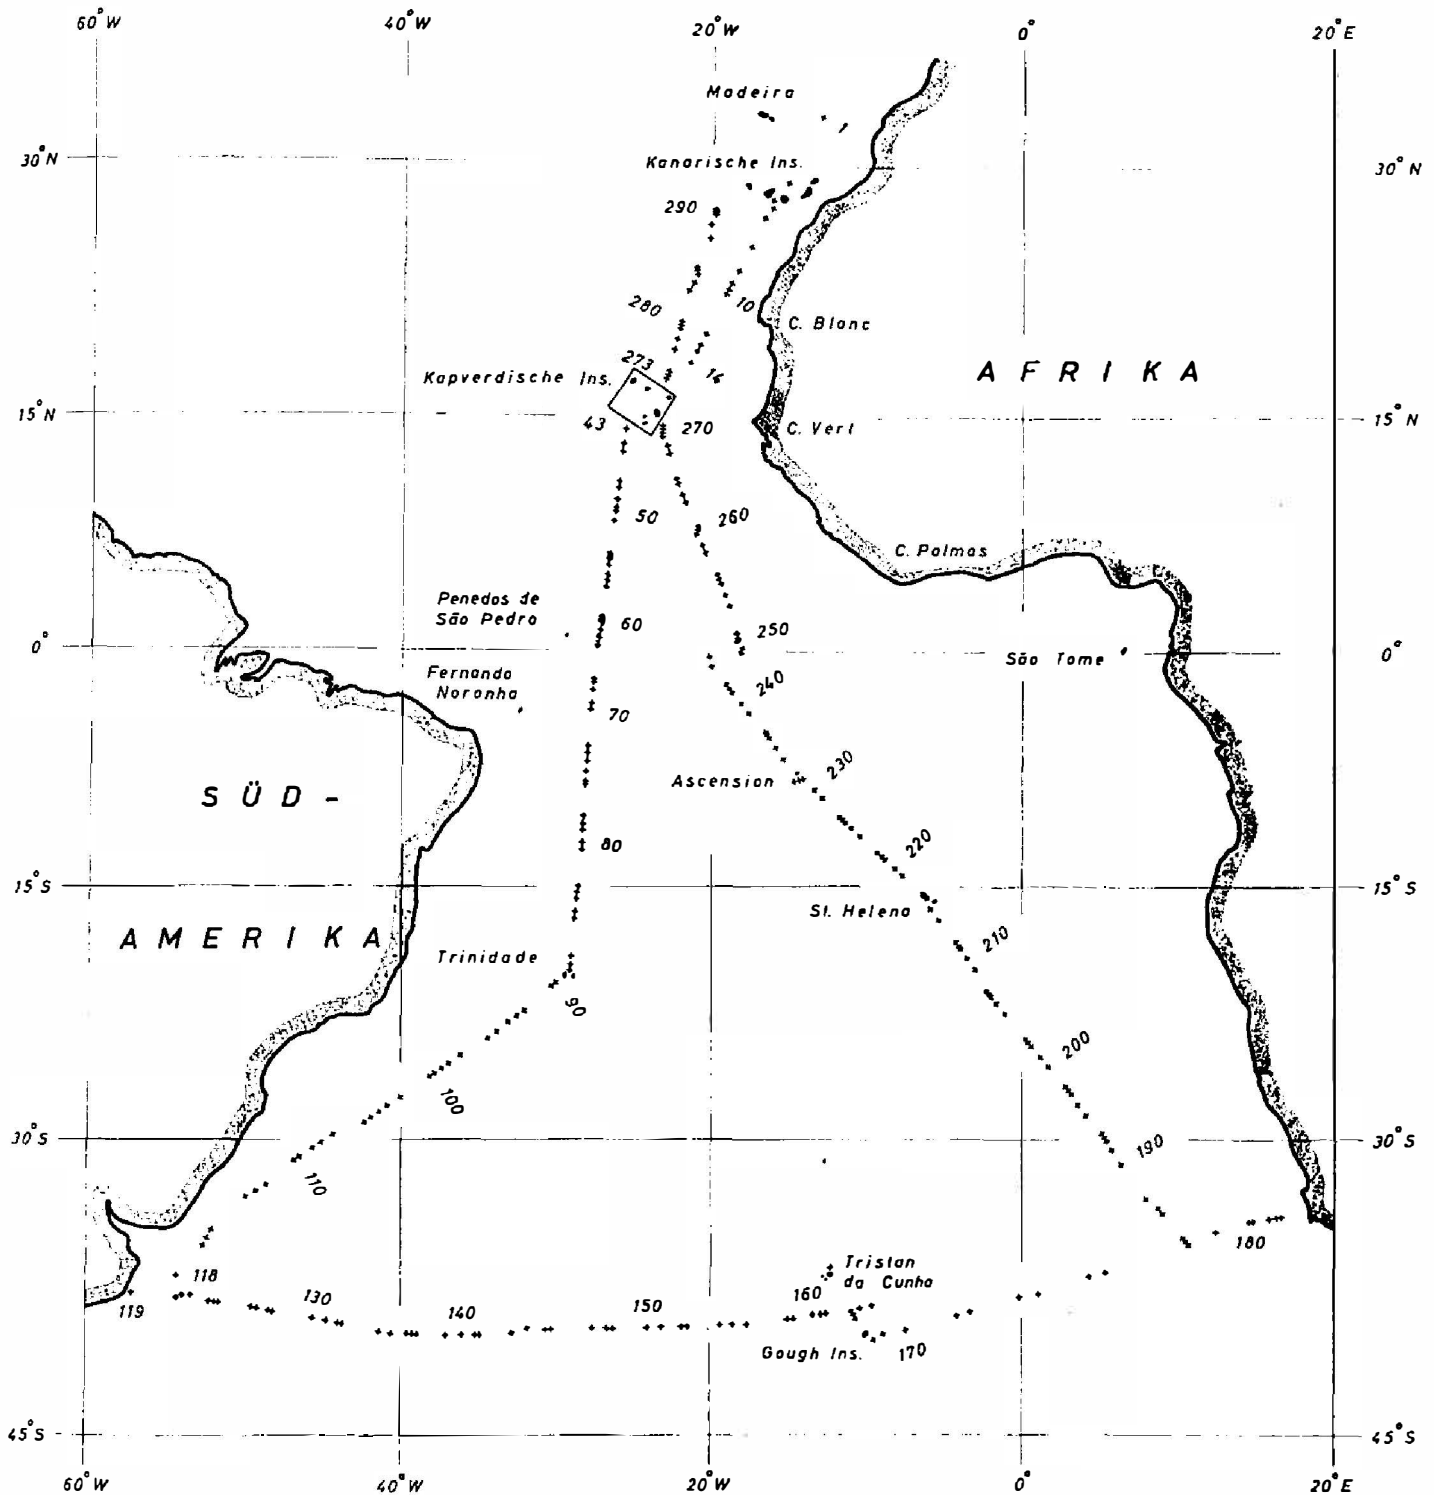 60°W
40°W
20°W
0°
20°E
Madeira
30°N
Kanarische Ins.
30°N
290
280
10
C. Blanc
273
14
AFRIKA
Kapverdische Ins.
15°N
43
270
C. Vert
15°N
50
260
C. Palmas
Penedos de
São Pedro
60
250
0°
São Tome
0°
Fernando
Noronha
240
70
SÜD-
Ascension
230
80
220
15°S
15°S
St. Helena
AMERIKA
210
Trinidade
90
200
100
30°S
190
30°S
110
180
118
Tristan
da Cunha
119
130
140
150
160
Gough Ins.
170
45°S
45°S
60°W
40°W
20°W
0°
20°E